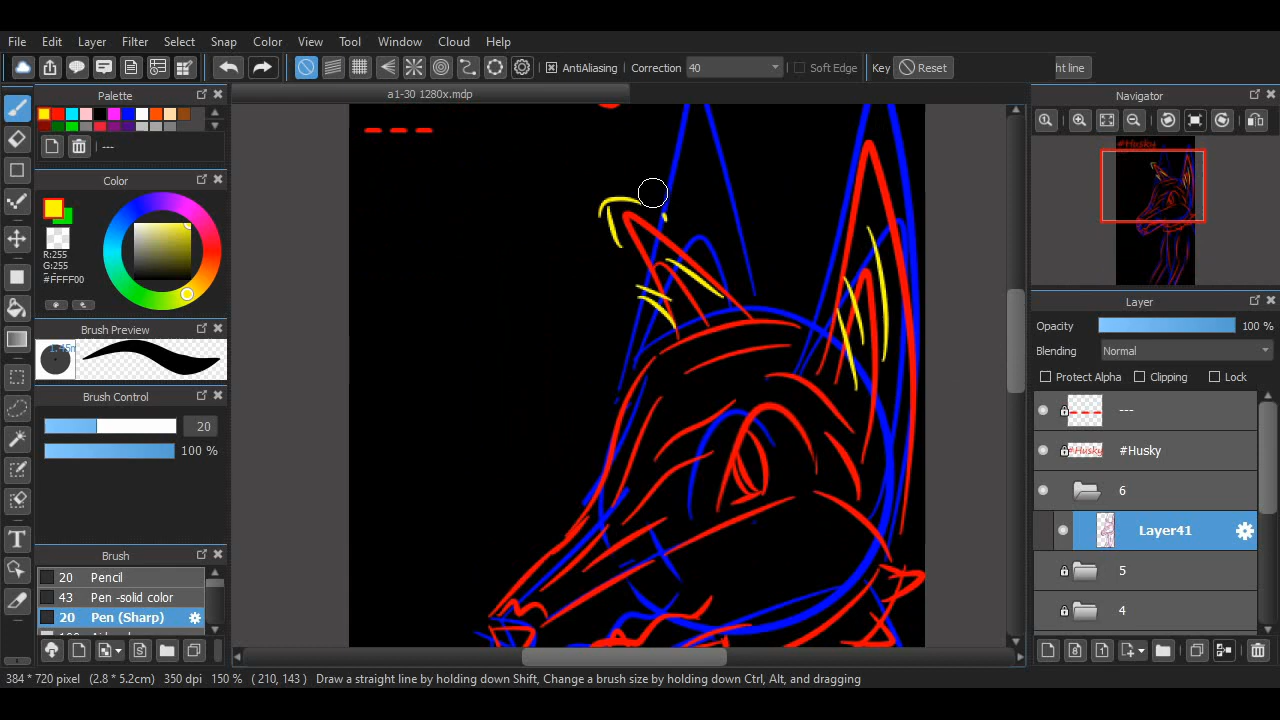 File Edit Layer Filter Select Snap Color View Tool Window Cloud Help
AntiAliasing Correction 40 Soft Edge Key Reset ht line
Palette
a1-30 1280x.mdp
Navigator
---
Color
R:255
G:255
#FFFF00
Brush Preview
Brush Control
20
100 %
Brush
20 Pencil
43 Pen -solid color
20 Pen (Sharp)
#Husky
Layer
Opacity 100 %
Blending Normal
Protect Alpha Clipping Lock
---
#Husky #Husky
6
Layer41
5
4
T
384 * 720 pixel (2.8 * 5.2cm) 350 dpi 150 % ( 210, 143 ) Draw a straight line by holding down Shift, Change a brush size by holding down Ctrl, Alt, and dragging